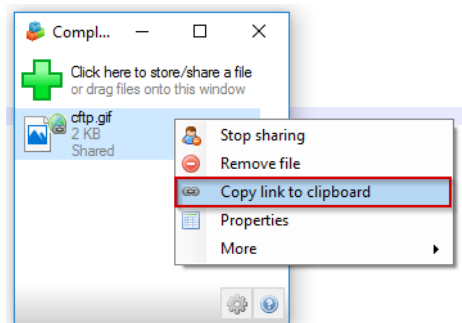 Compl...
Click here to store/share a file
or drag files onto this window
cftp.gif
2 KB
Shared
Stop sharing
Remove file
Copy link to clipboard
Properties
More